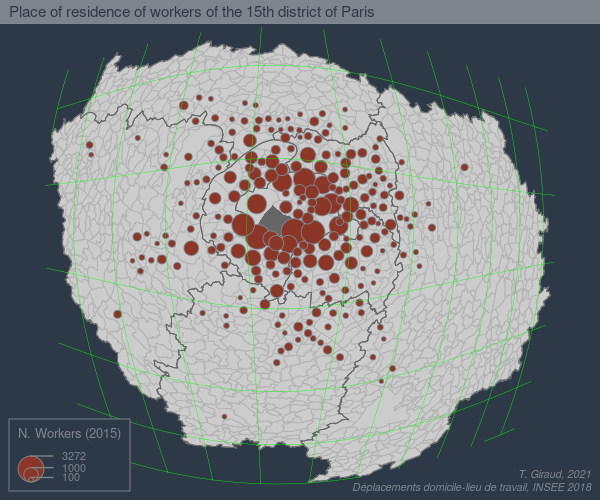 Place of residence of workers of the 15th district of Paris
N. Workers (2015)
3272
1000
100
T. Giraud, 2021
Déplacements domicile-lieu de travail, INSEE 2018